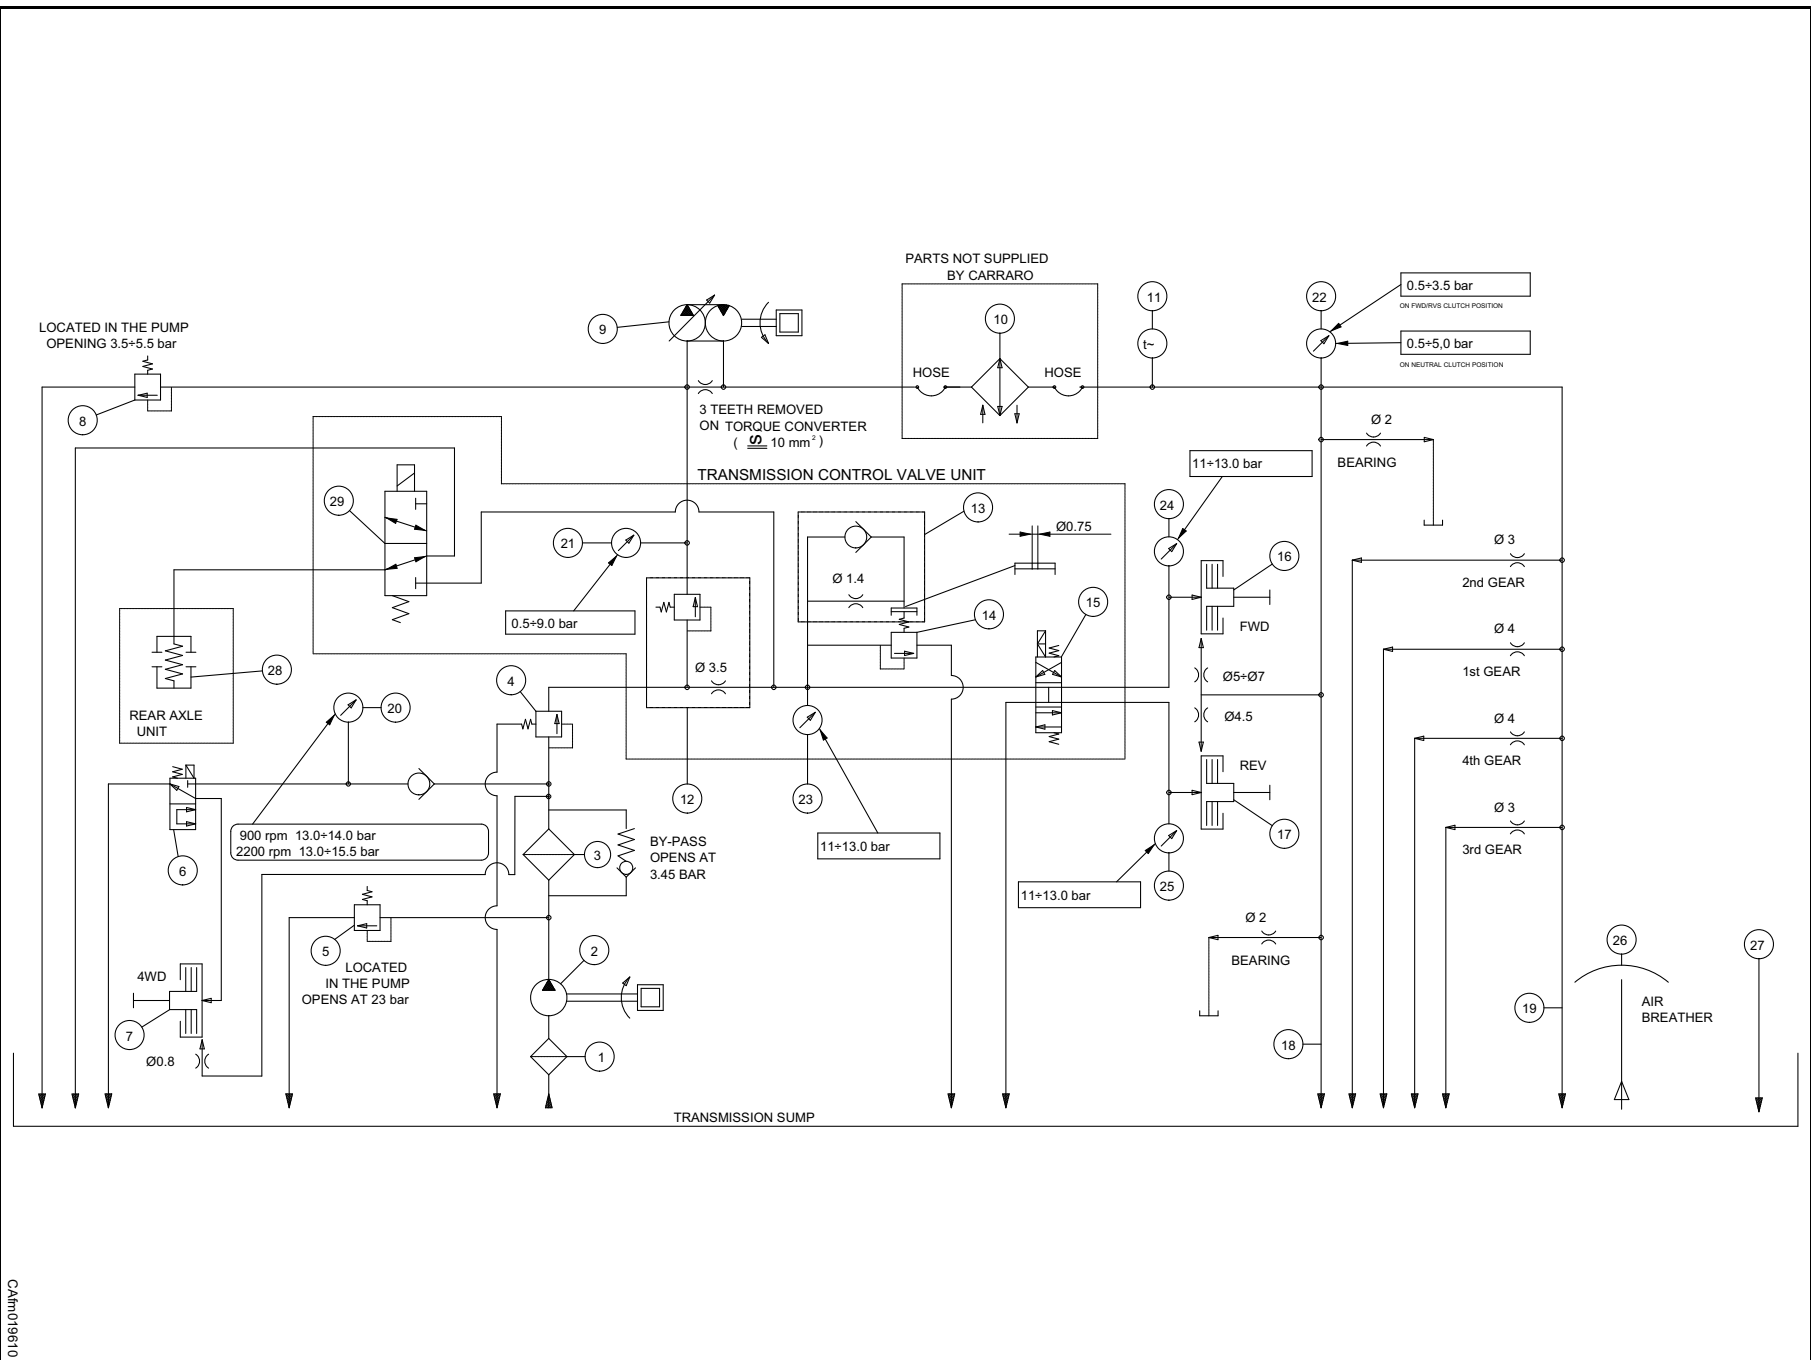 PARTS NOT SUPPLIED
BY CARRARO
11
22
0.5÷3.5 bar
ON FWD/RVS CLUTCH POSITION
10
LOCATED IN THE PUMP
OPENING 3.5÷5.5 bar
9
t~
0.5÷5,0 bar
ON NEUTRAL CLUTCH POSITION
HOSE
HOSE
8
3 TEETH REMOVED
ON TORQUE CONVERTER
( S 10 mm² )
Ø 2
BEARING
11÷13.0 bar
TRANSMISSION CONTROL VALVE UNIT
29
13
24
21
Ø0.75
Ø 3
2nd GEAR
16
Ø 1.4
0.5÷9.0 bar
14
15
FWD
Ø 4
1st GEAR
28
Ø 3.5
Ø5÷Ø7
4
REAR AXLE
UNIT
20
Ø4.5
Ø 4
4th GEAR
REV
12
23
Ø 3
3rd GEAR
900 rpm 13.0÷14.0 bar
2200 rpm 13.0÷15.5 bar
17
BY-PASS
OPENS AT
3.45 BAR
3
11÷13.0 bar
6
11÷13.0 bar
25
Ø 2
BEARING
5
LOCATED
IN THE PUMP
OPENS AT 23 bar
2
26
27
4WD
AIR
BREATHER
19
7
Ø0.8
1
18
TRANSMISSION SUMP
CAfm019610